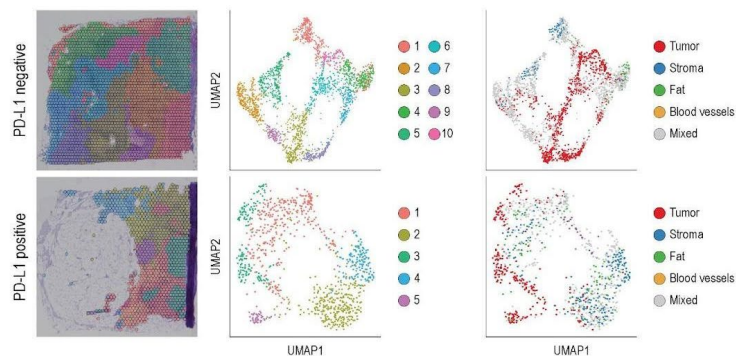 PD-L1 negative
UMAP2
1 6
2 7
3 8
4 9
5 10
Tumor
Stroma
Fat
Blood vessels
Mixed
PD-L1 positive
UMAP2
1
2
3
4
5
Tumor
Stroma
Fat
Blood vessels
Mixed
UMAP1
UMAP1